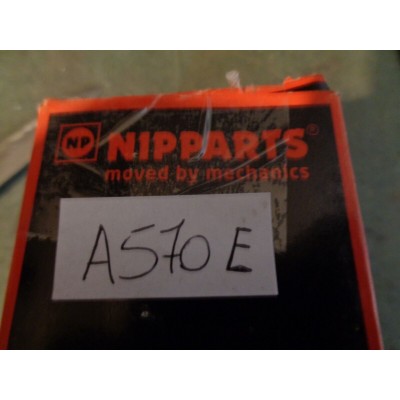 NP NIPPARTS®
moved by mechanics
A570E